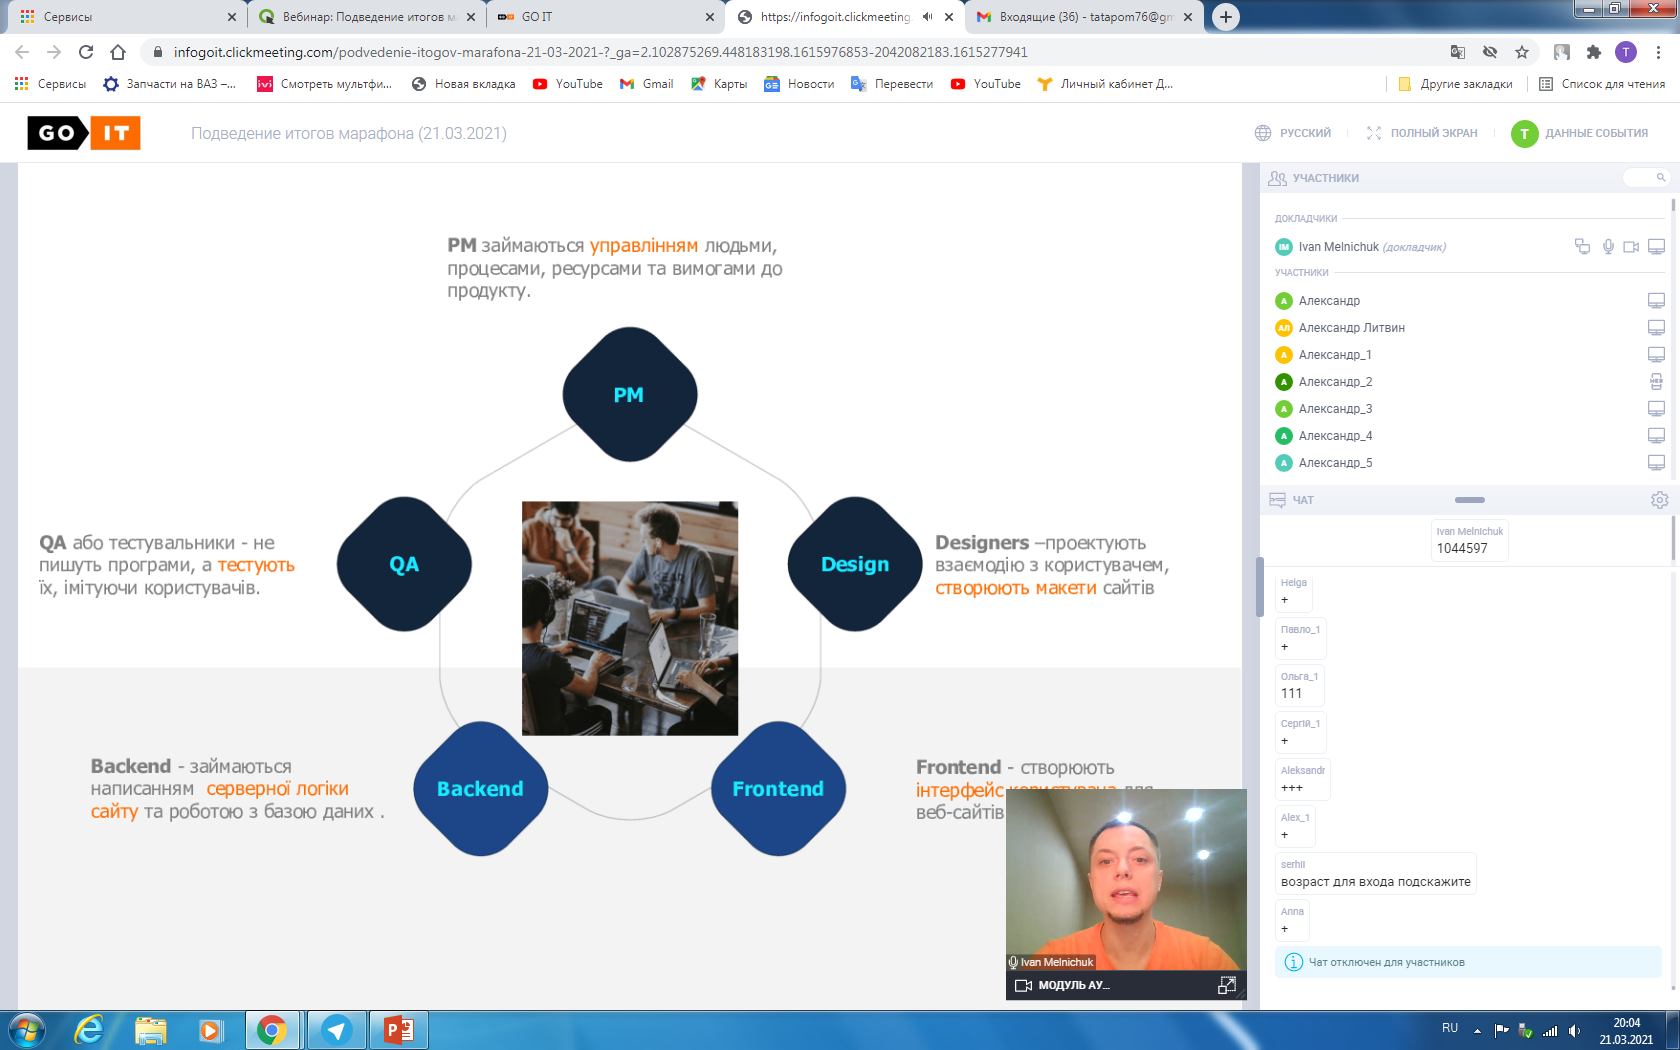 Сервисы
Вебинар: Подведение итогов м
GO IT
https://infogoit.clickmeeting.
Входящие (36) - tatapom76@gm
infogoit.clickmeeting.com/podvedenie-itogov-marafona-21-03-2021-?_ga=2.102875269.448183198.1615976853-2042082183.1615277941
T
Сервисы
Запчасти на ВАЗ –...
ivi
Смотреть мультфи...
Новая вкладка
YouTube
Gmail
Карты
Новости
Перевести
YouTube
Личный кабинет Д...
Другие закладки
Список для чтения
GO IT
Подведение итогов марафона (21.03.2021)
РУССКИЙ
ПОЛНЫЙ ЭКРАН
T
ДАННЫЕ СОБЫТИЯ
PM займаються управлінням людьми,
процесами, ресурсами та вимогами до
продукту.
PM
QA або тестувальники - не
пишуть програми, а тестують
їх, імітуючи користувачів.
QA
Design
Designers –проектують
взаємодію з користувачем,
створюють макети сайтів
Backend - займаються
написанням серверної логіки
сайту та роботою з базою даних .
Backend
Frontend
Frontend - створюють
інтерфейс користувача для
веб-сайтів
Ivan Melnichuk
МОДУЛЬ АУ...
УЧАСТНИКИ
ДОКЛАДЧИКИ
IM Ivan Melnichuk (докладчик)
УЧАСТНИКИ
А Александр
АЛ Александр Литвин
А Александр_1
А Александр_2
А Александр_3
А Александр_4
А Александр_5
ЧАТ
Ivan Melnichuk
1044597
Helga
+
Павло_1
+
Ольга_1
111
Сергій_1
+
Aleksandr
+++
Alex_1
+
serhii
возраст для входа подскажите
Anna
+
Чат отключен для участников
RU
20:04
21.03.2021